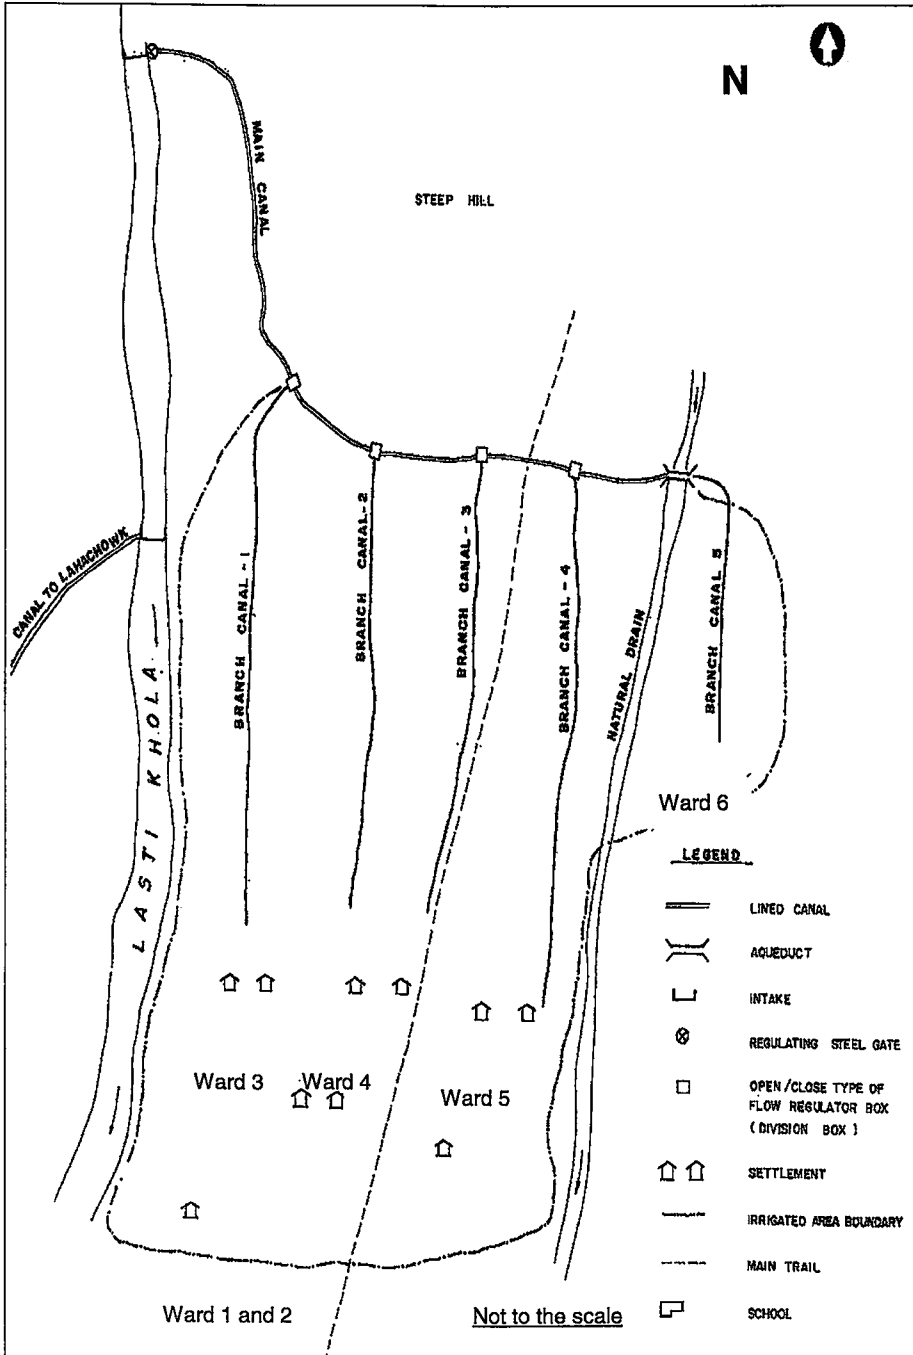 N
MAIN CANAL
STEEP HILL
CANAL TO LAHACHOWK
LASTI KHOLA
BRANCH CANAL - 1
BRANCH CANAL-2
BRANCH CANAL - 3
BRANCH CANAL - 4
NATURAL DRAIN
BRANCH CANAL 5
Ward 6
LEGEND
LINED CANAL
AQUEDUCT
INTAKE
REGULATING STEEL GATE
OPEN/CLOSE TYPE OF
FLOW REGULATOR BOX
(DIVISION BOX)
SETTLEMENT
IRRIGATED AREA BOUNDARY
MAIN TRAIL
SCHOOL
Ward 3
Ward 4
Ward 5
Ward 1 and 2
Not to the scale